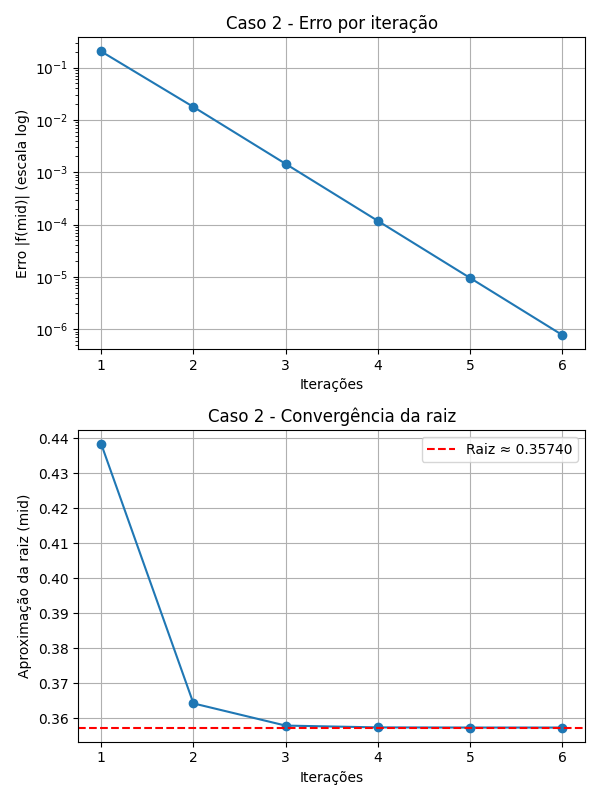 Caso 2 - Erro por iteração
Erro |f(mid)| (escala log)
10⁻¹
10⁻²
10⁻³
10⁻⁴
10⁻⁵
10⁻⁶
1 2 3 4 5 6
Iterações
Caso 2 - Convergência da raiz
Raiz ≈ 0.35740
Aproximação da raiz (mid)
0.44
0.43
0.42
0.41
0.40
0.39
0.38
0.37
0.36
1 2 3 4 5 6
Iterações